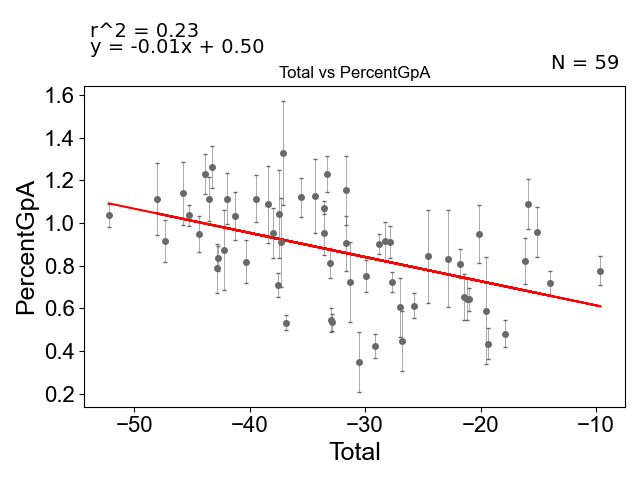 r^2 = 0.23
y = -0.01x + 0.50
N = 59
Total vs PercentGpA
PercentGpA
1.6
1.4
1.2
1.0
0.8
0.6
0.4
0.2
−50
−40
−30
−20
−10
Total